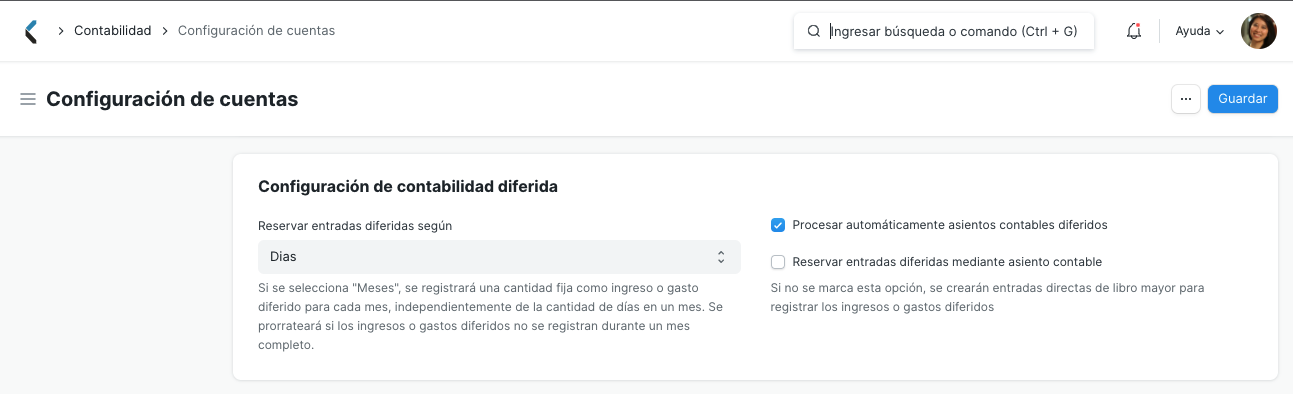 Contabilidad
Configuración de cuentas
Ingresar búsqueda o comando (Ctrl + G)
Ayuda
Configuración de cuentas
Guardar
Configuración de contabilidad diferida
Reservar entradas diferidas según
Dias
Si se selecciona "Meses", se registrará una cantidad fija como ingreso o gasto
diferido para cada mes, independientemente de la cantidad de días en un mes. Se
prorrateará si los ingresos o gastos diferidos no se registran durante un mes
completo.
Procesar automáticamente asientos contables diferidos
Reservar entradas diferidas mediante asiento contable
Si no se marca esta opción, se crearán entradas directas de libro mayor para
registrar los ingresos o gastos diferidos